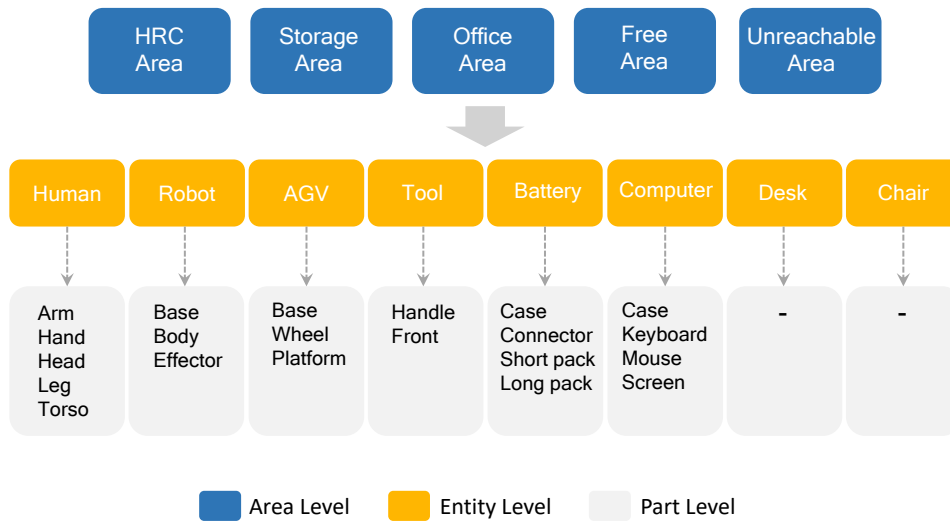 HRC
Area
Storage
Area
Office
Area
Free
Area
Unreachable
Area
Human
Robot
AGV
Tool
Battery
Computer
Desk
Chair
Arm
Hand
Head
Leg
Torso
Base
Body
Effector
Base
Wheel
Platform
Handle
Front
Case
Connector
Short pack
Long pack
Case
Keyboard
Mouse
Screen
-
-
Area Level
Entity Level
Part Level